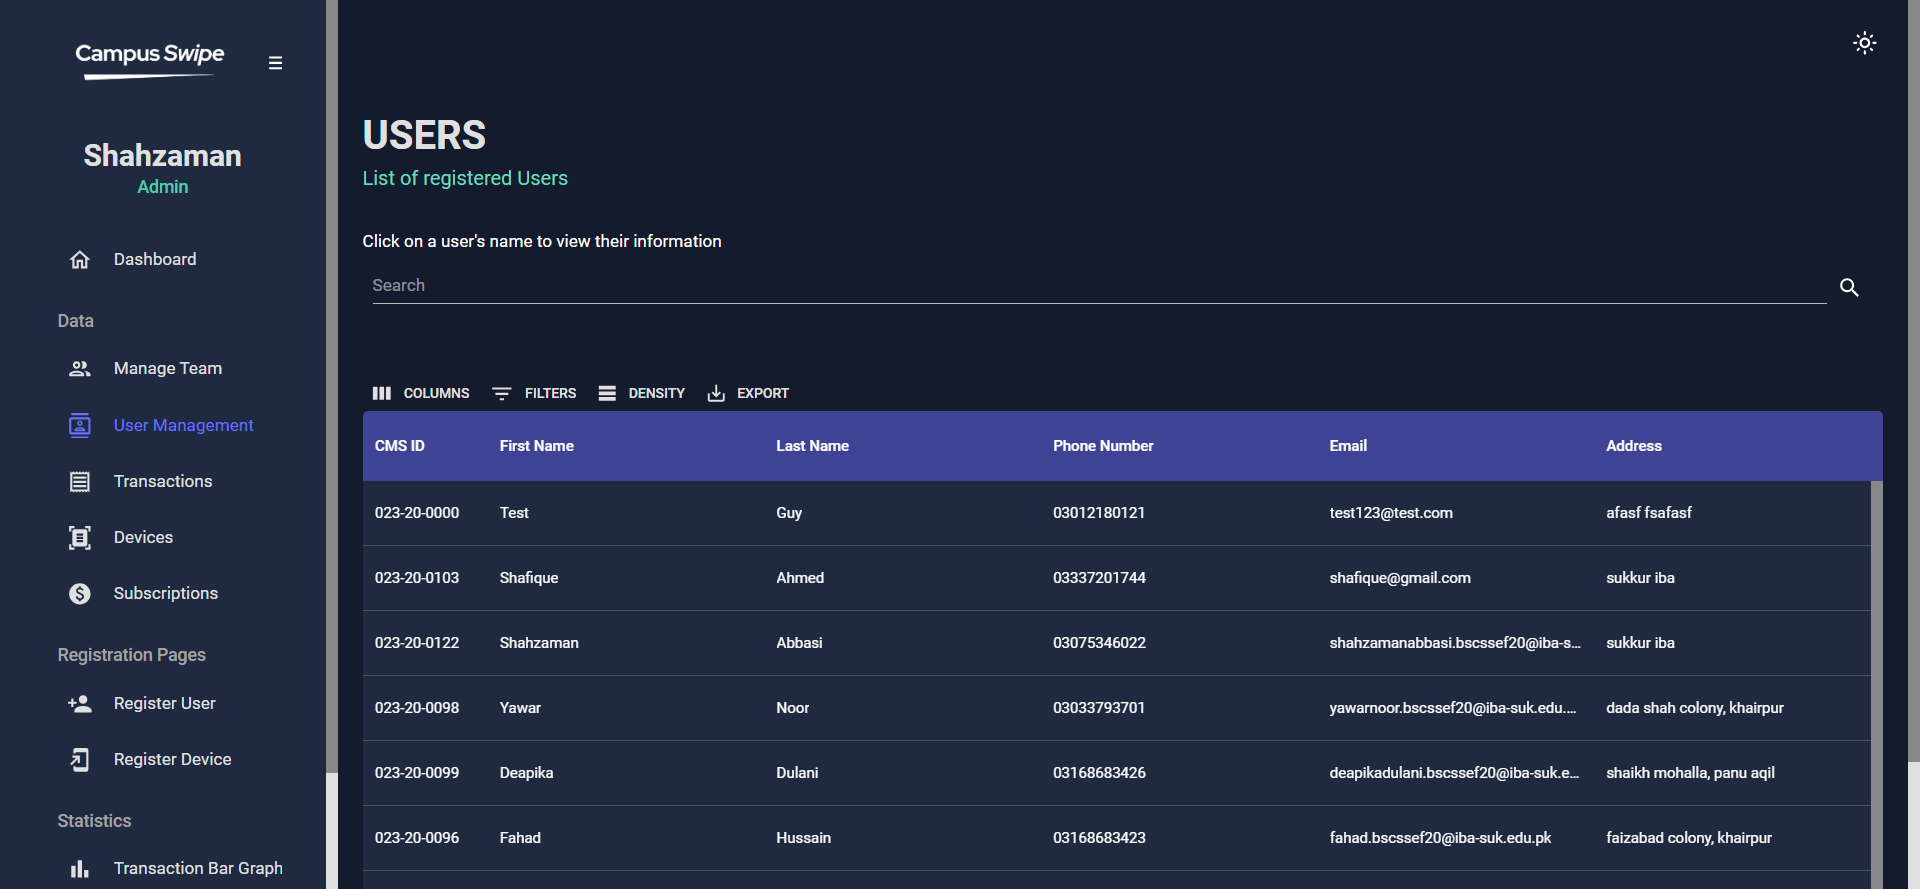 Campus Swipe
Shahzaman
Admin
Dashboard
Data
Manage Team
User Management
Transactions
Devices
Subscriptions
Registration Pages
Register User
Register Device
Statistics
Transaction Bar Graph
USERS
List of registered Users
Click on a user's name to view their information
Search
COLUMNS FILTERS DENSITY EXPORT
CMS ID First Name Last Name Phone Number Email Address
023-20-0000 Test Guy 03012180121 test123@test.com afasf fsafasf
023-20-0103 Shafique Ahmed 03337201744 shafique@gmail.com sukkur iba
023-20-0122 Shahzaman Abbasi 03075346022 shahzamanabbasi.bscssef20@iba-s... sukkur iba
023-20-0098 Yawar Noor 03033793701 yawarnoor.bscssef20@iba-suk.edu.... dada shah colony, khairpur
023-20-0099 Deapika Dulani 03168683426 deapikadulani.bscssef20@iba-suk.e... shaikh mohalla, panu aqil
023-20-0096 Fahad Hussain 03168683423 fahad.bscssef20@iba-suk.edu.pk faizabad colony, khairpur